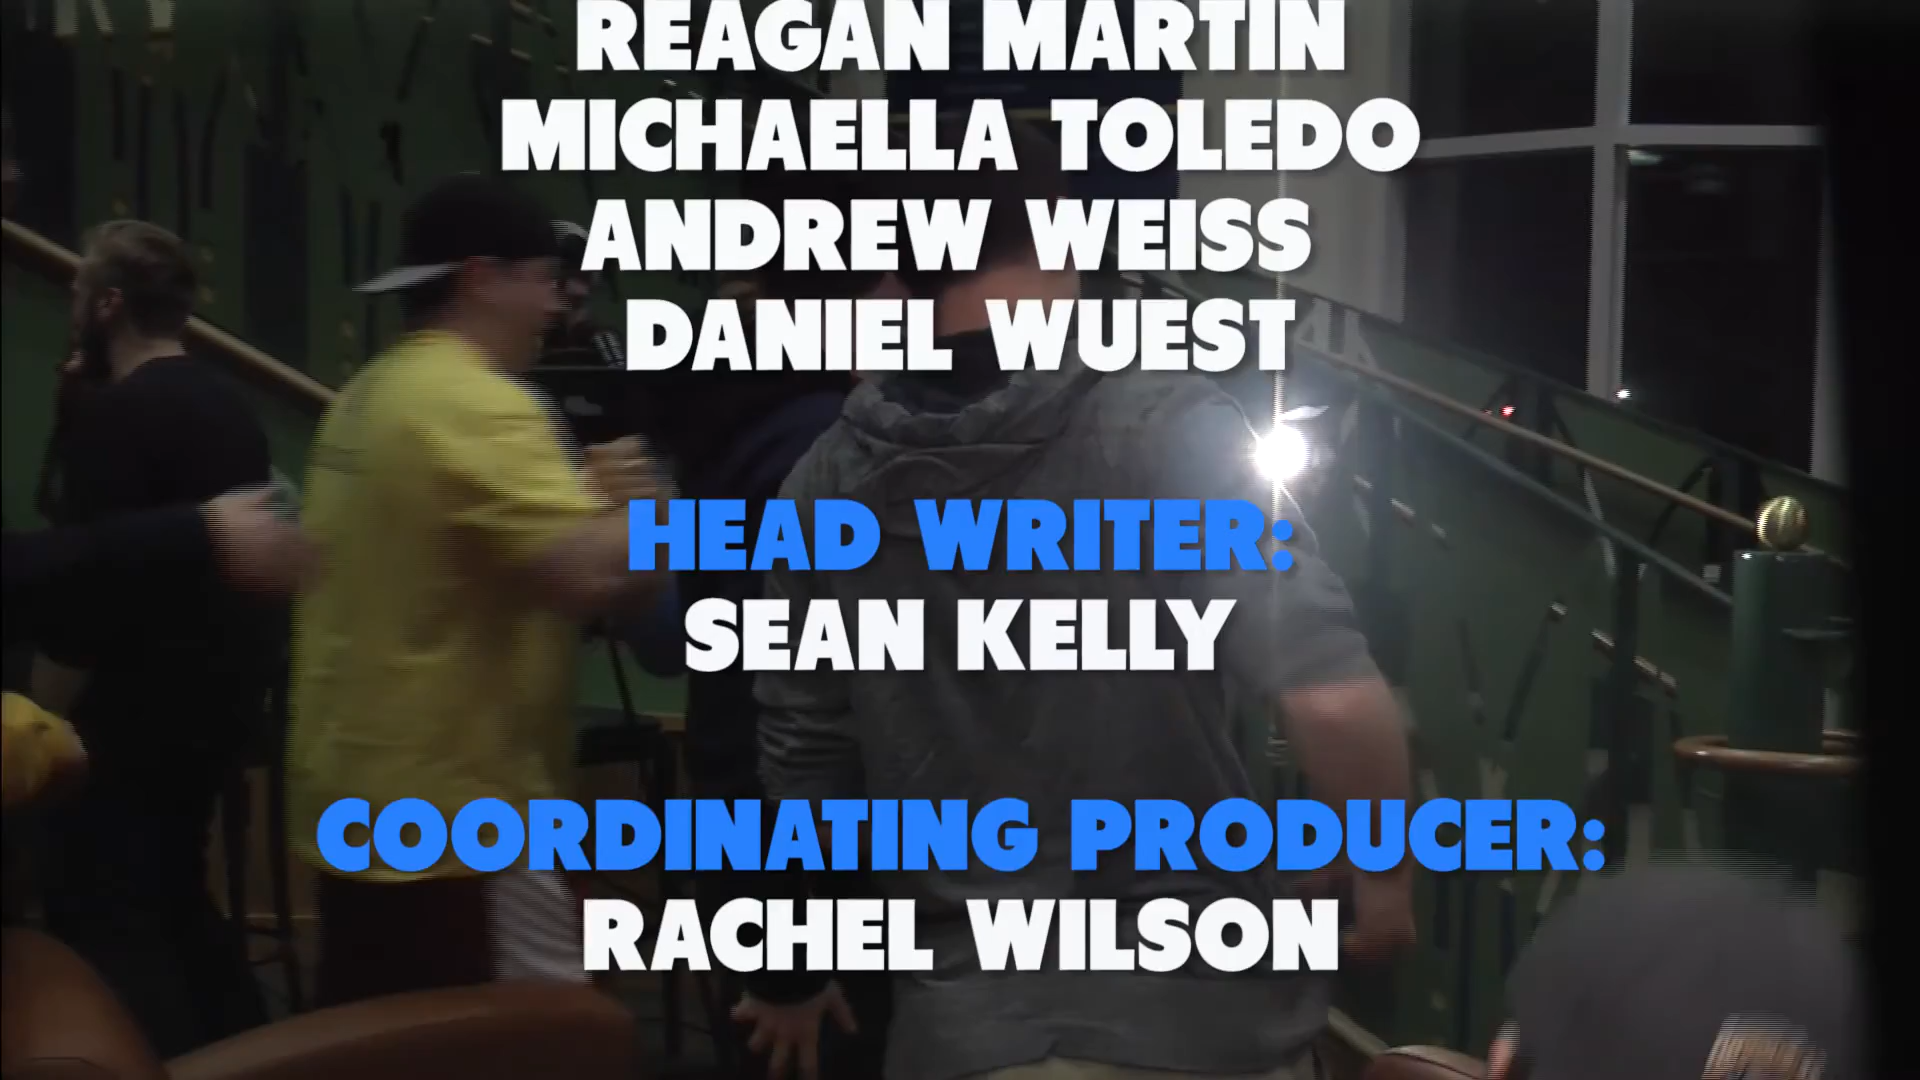 REAGAN MARTIN
MICHAELLA TOLEDO
ANDREW WEISS
DANIEL WUEST
HEAD WRITER:
SEAN KELLY
COORDINATING PRODUCER:
RACHEL WILSON